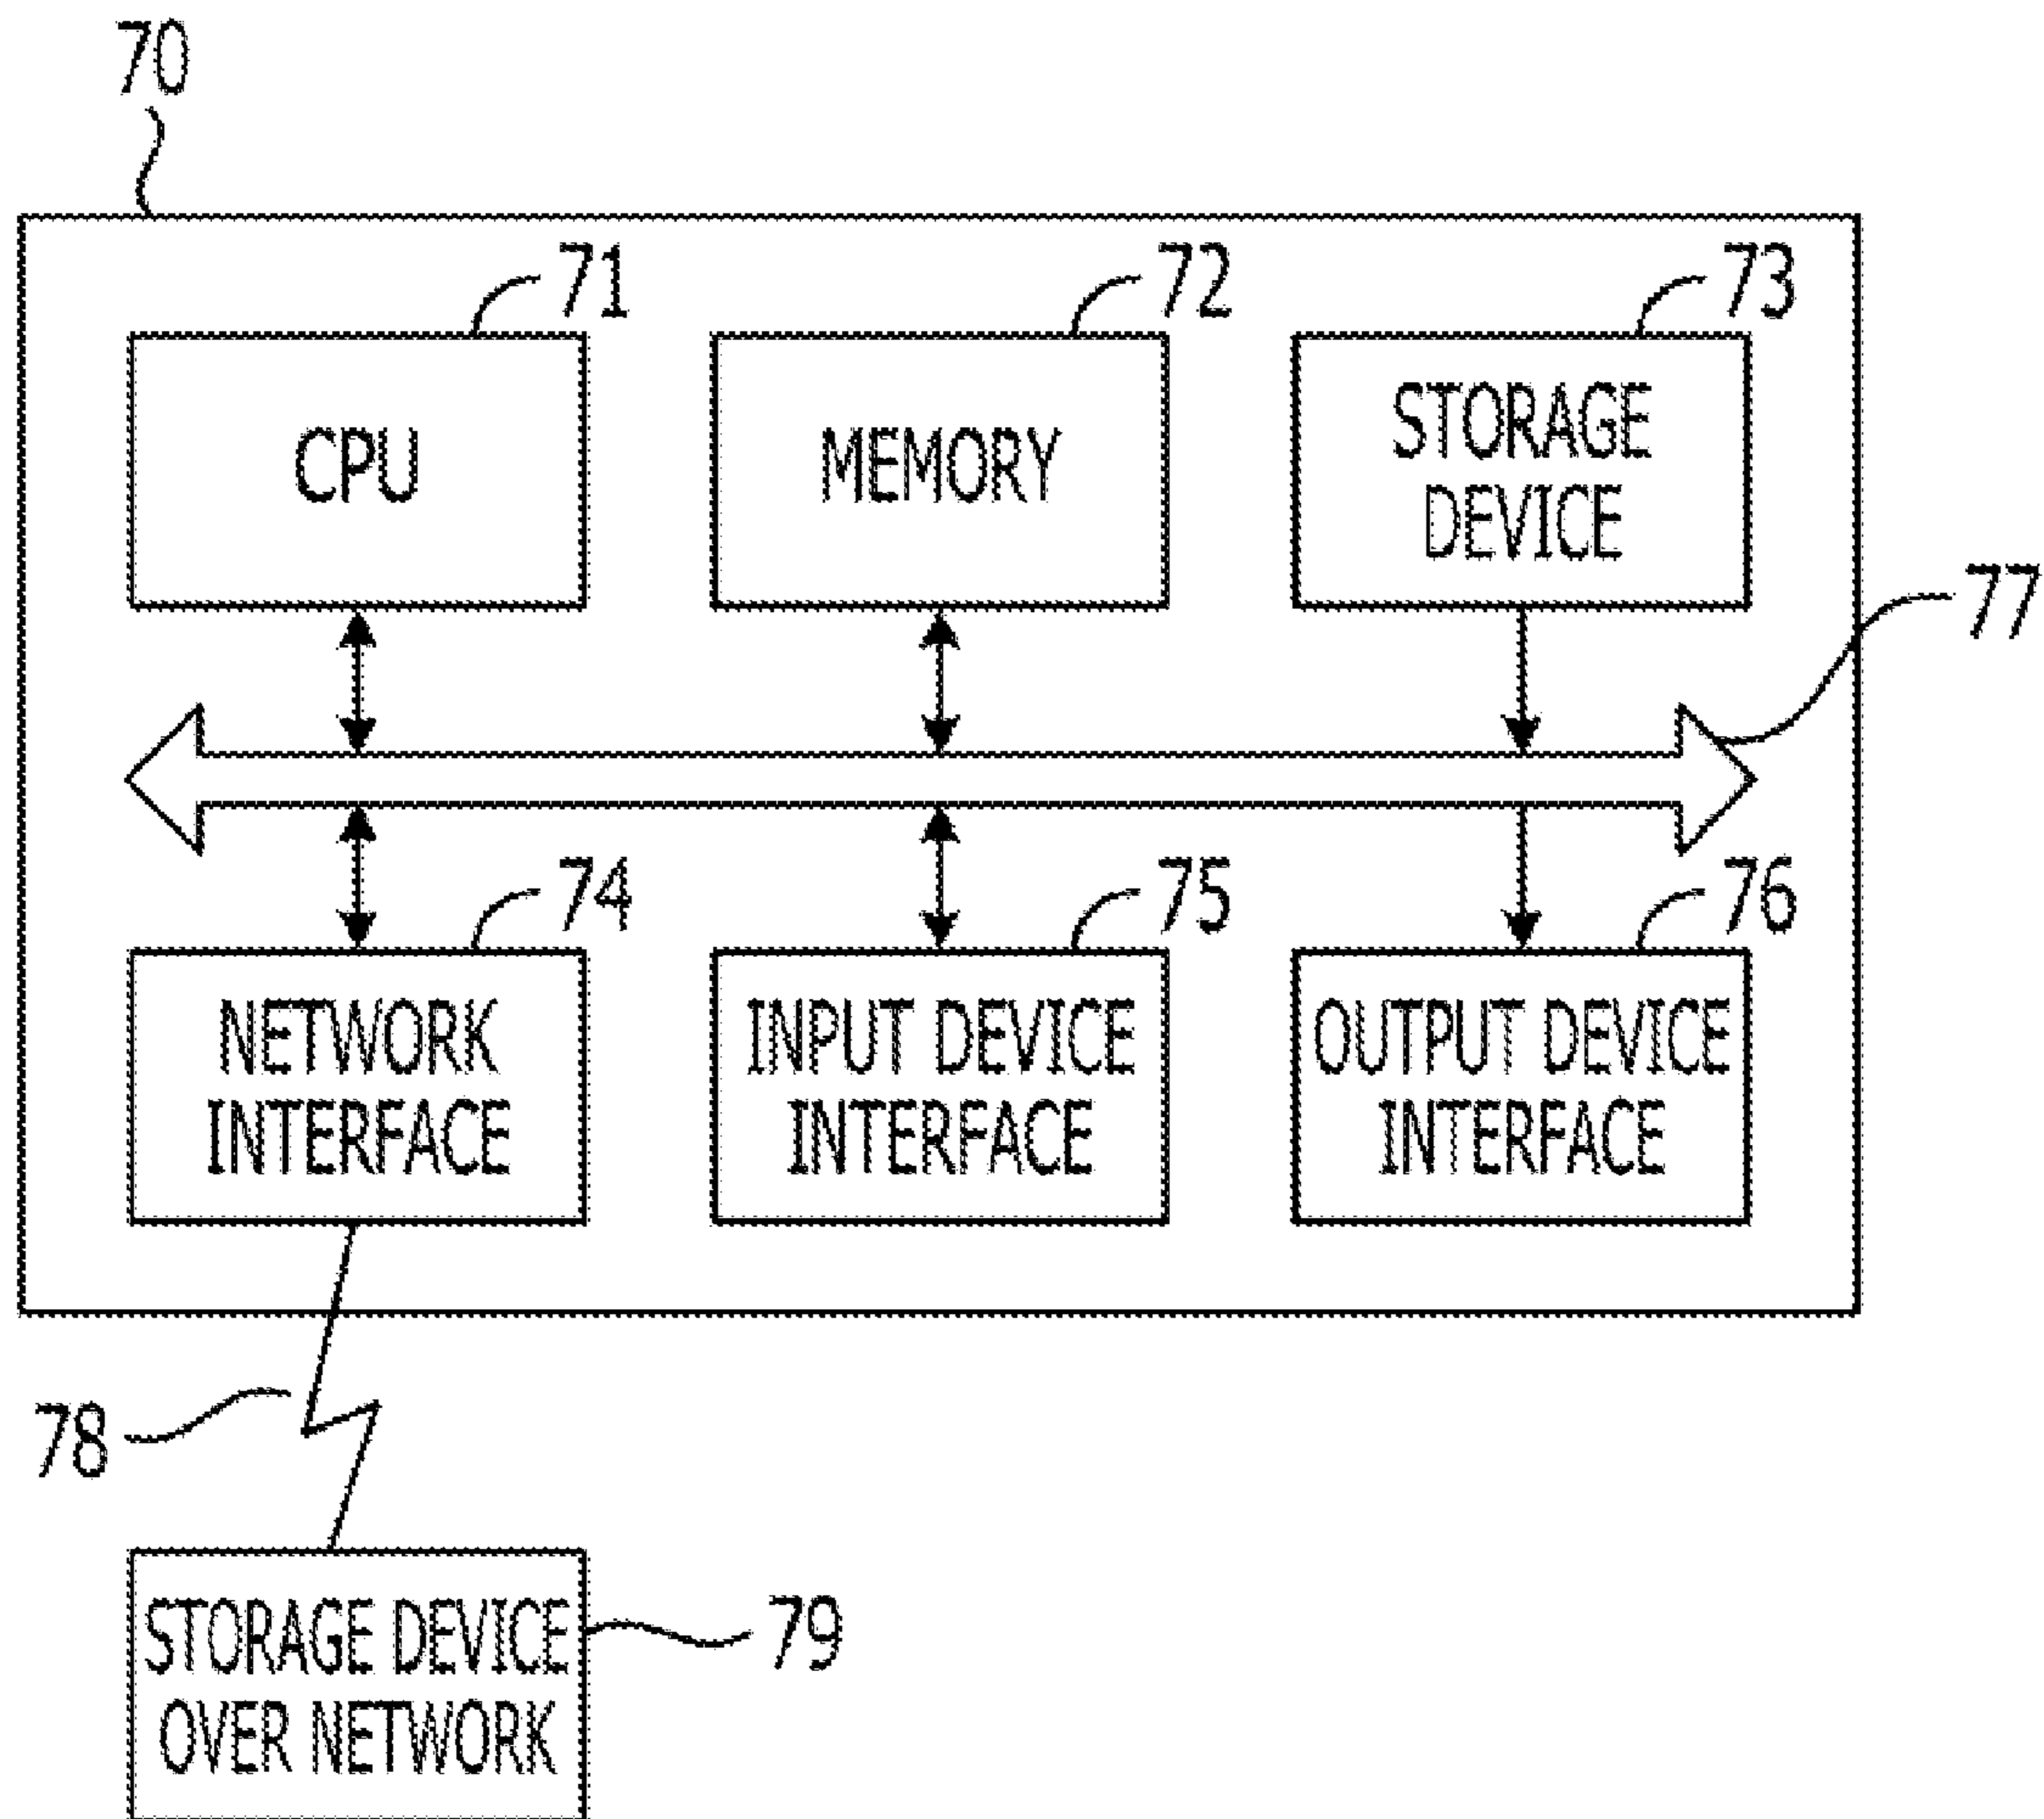 70
71
72
73
CPU
MEMORY
STORAGE
DEVICE
77
74
75
76
NETWORK
INTERFACE
INPUT DEVICE
INTERFACE
OUTPUT DEVICE
INTERFACE
78
STORAGE DEVICE
OVER NETWORK
79